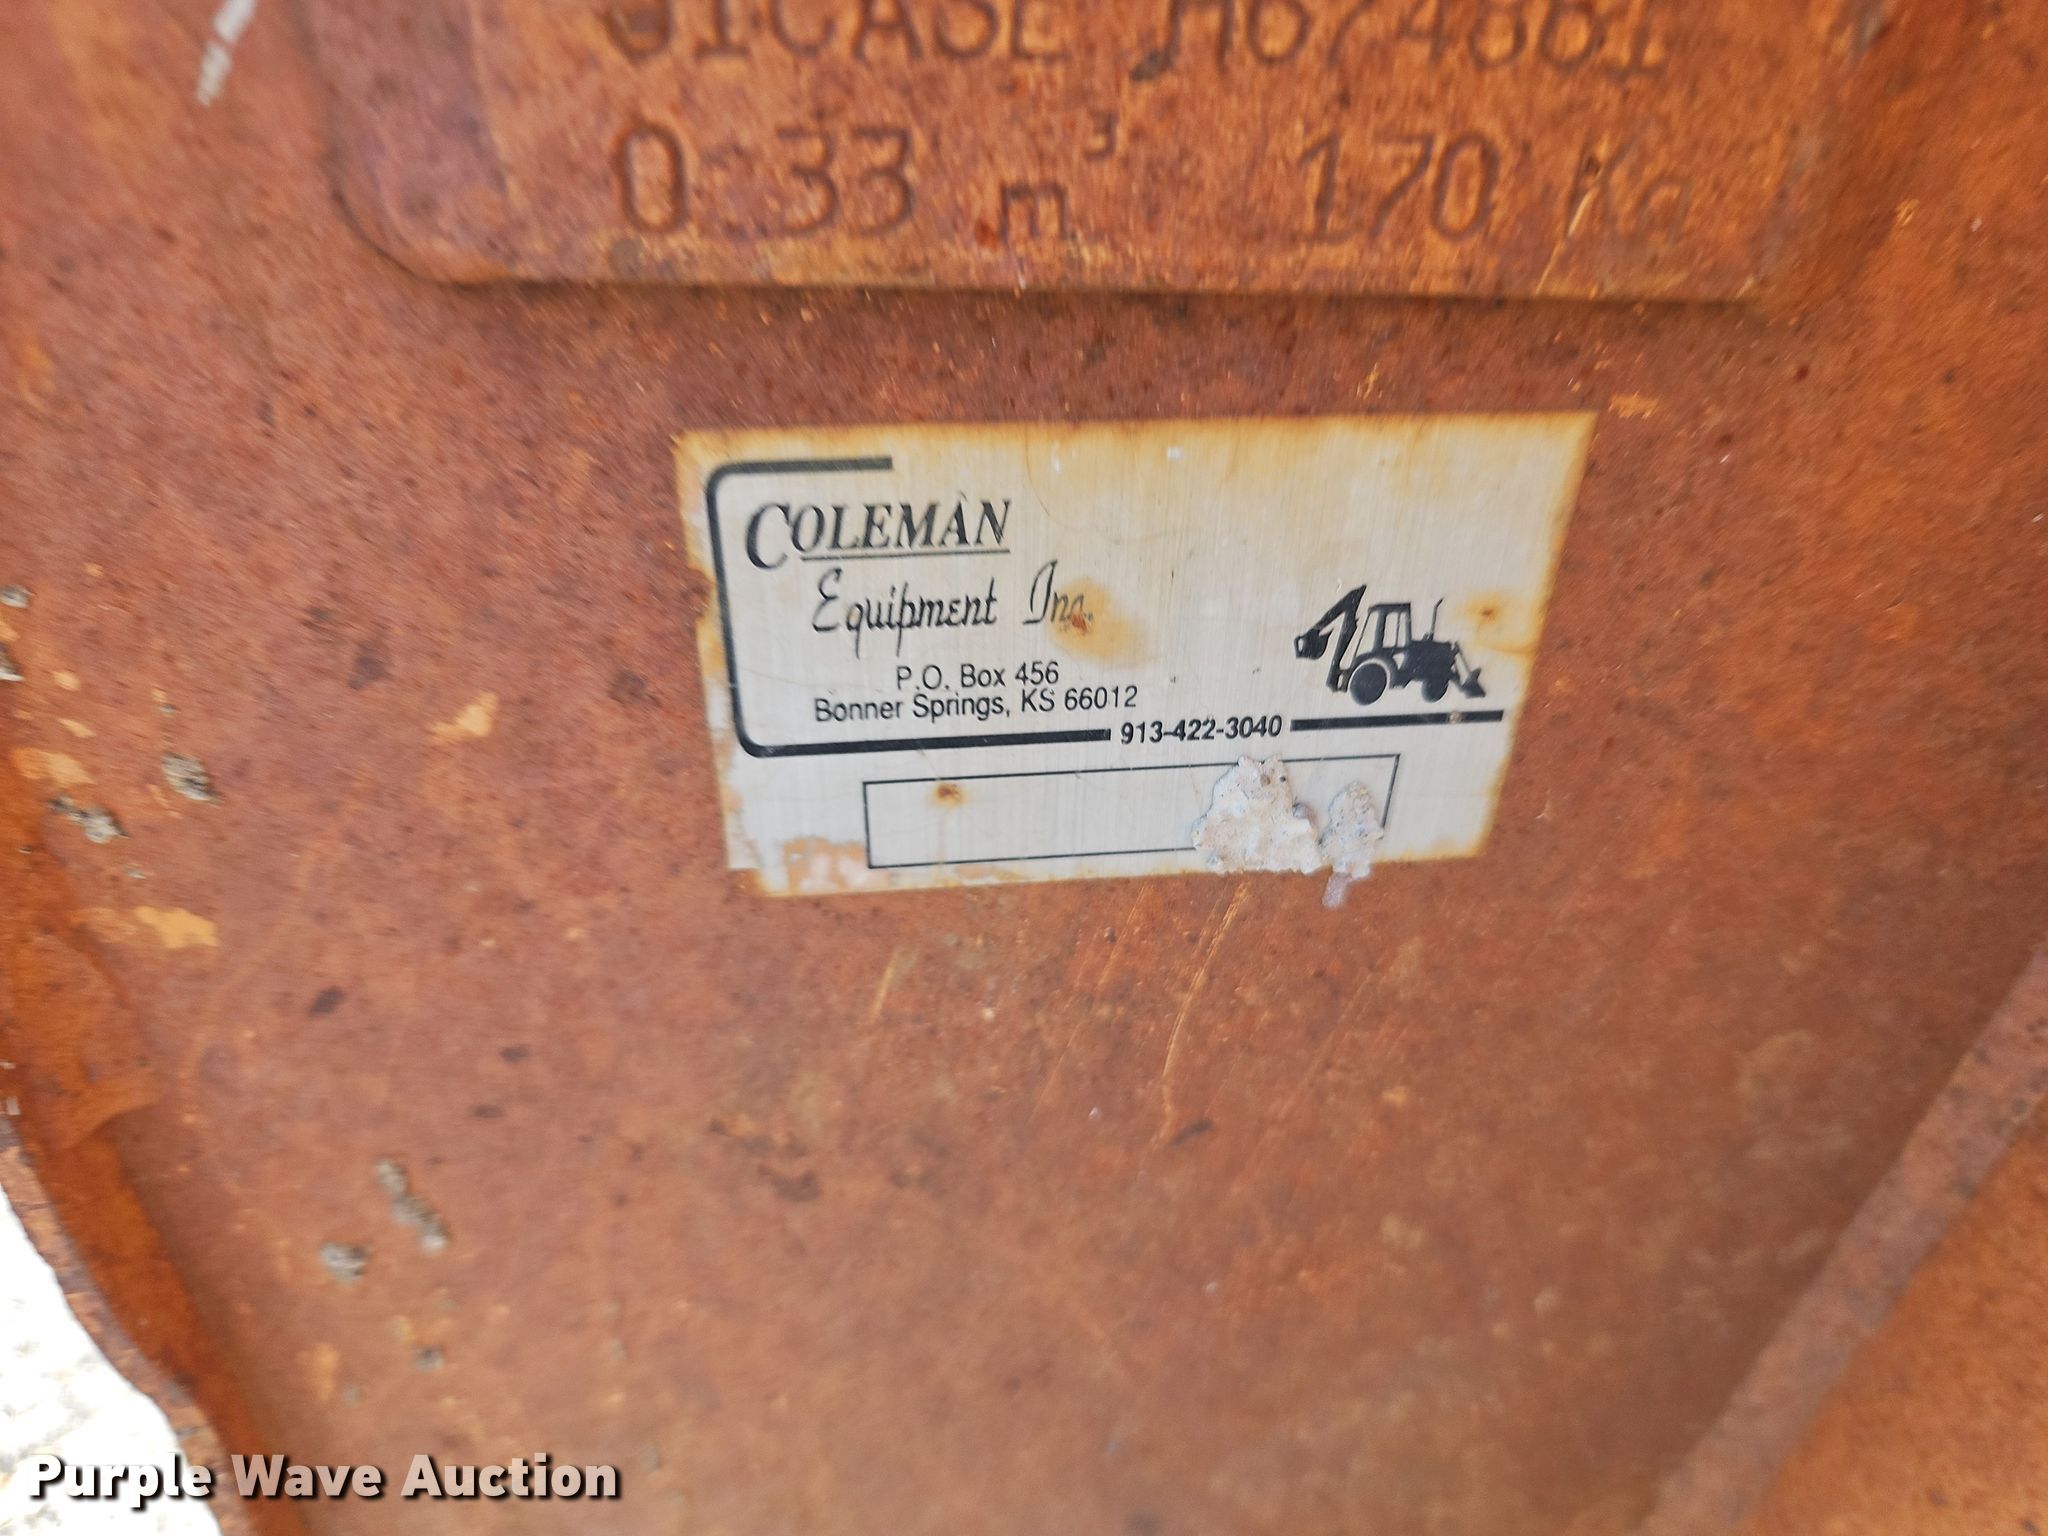 0.33 m³ 170 Kg
COLEMAN
Equipment Inc.
P.O. Box 456
Bonner Springs, KS 66012
913-422-3040
Purple Wave Auction